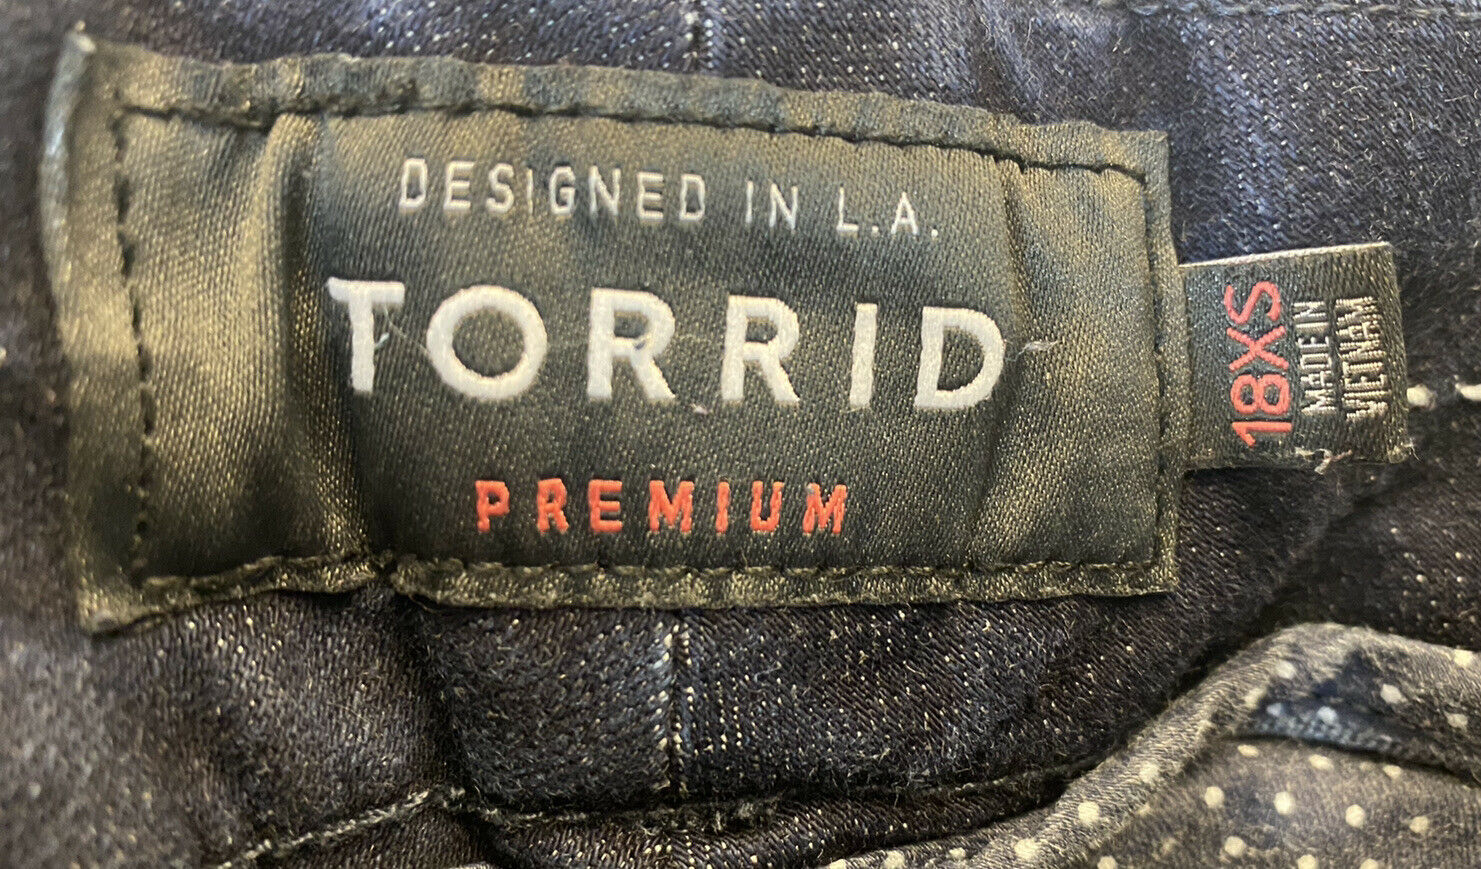 DESIGNED IN L.A.
TORRID
PREMIUM
18XS
MADE IN
VIETNAM